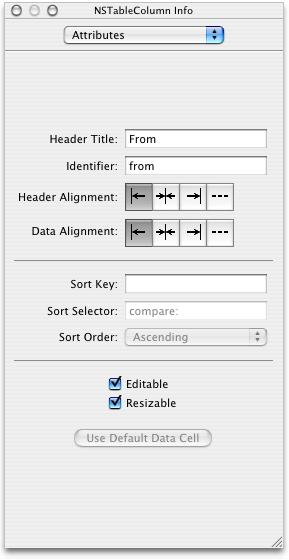 NSTableColumn Info
Attributes
Header Title: From
Identifier: from
Header Alignment:
Data Alignment:
Sort Key:
Sort Selector: compare:
Sort Order: Ascending
Editable
Resizable
Use Default Data Cell